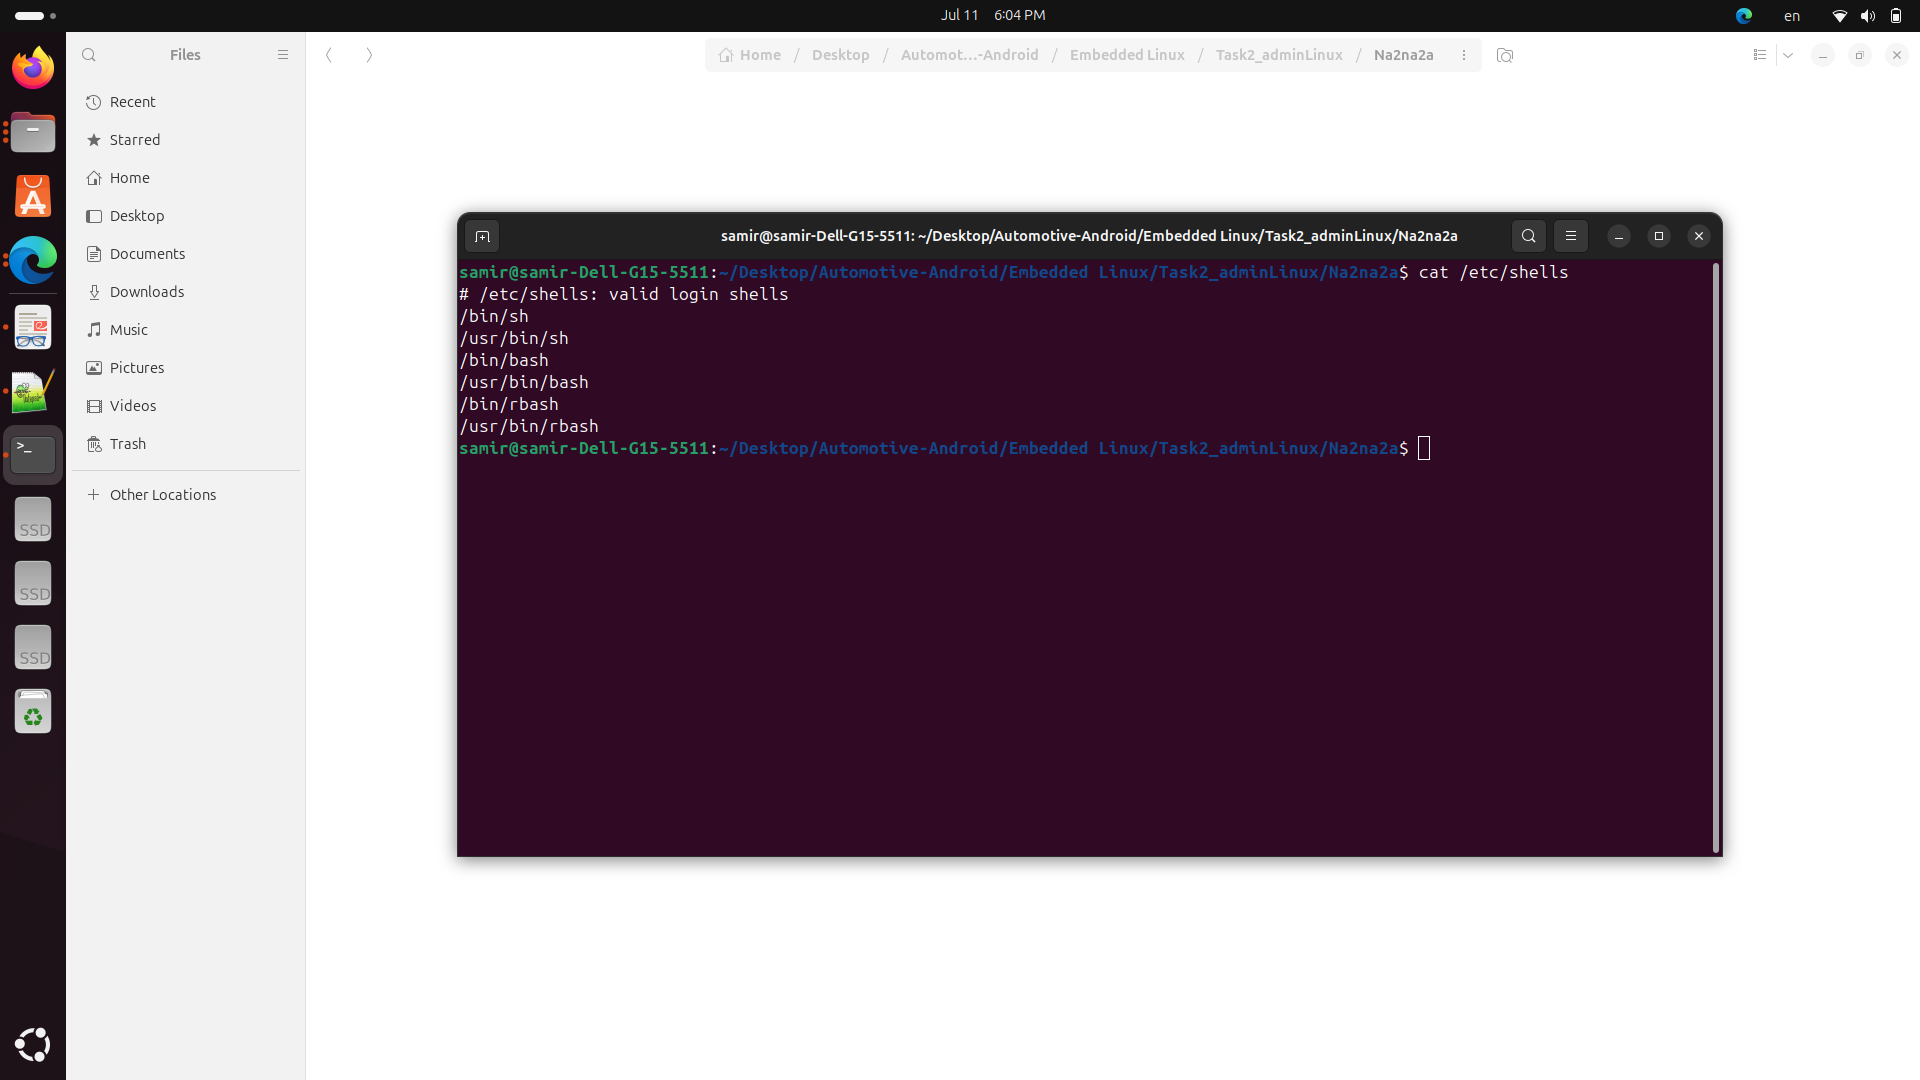 Jul 11 6:04 PM
en
Files
Home / Desktop / Automot...-Android / Embedded Linux / Task2_adminLinux / Na2na2a
Recent
Starred
Home
Desktop
Documents
Downloads
Music
Pictures
Videos
Trash
Other Locations
SSD
SSD
SSD
samir@samir-Dell-G15-5511: ~/Desktop/Automotive-Android/Embedded Linux/Task2_adminLinux/Na2na2a
samir@samir-Dell-G15-5511:~/Desktop/Automotive-Android/Embedded Linux/Task2_adminLinux/Na2na2a$ cat /etc/shells
# /etc/shells: valid login shells
/bin/sh
/usr/bin/sh
/bin/bash
/usr/bin/bash
/bin/rbash
/usr/bin/rbash
samir@samir-Dell-G15-5511:~/Desktop/Automotive-Android/Embedded Linux/Task2_adminLinux/Na2na2a$